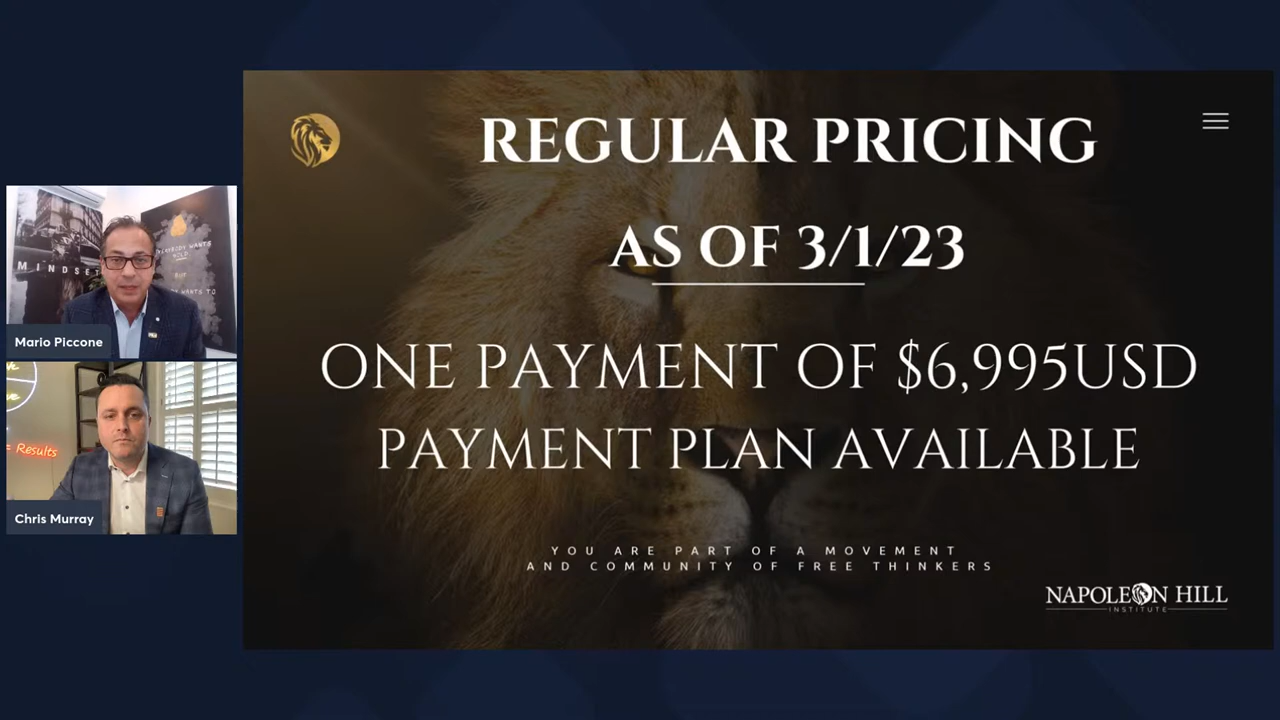 REGULAR PRICING
AS OF 3/1/23
ONE PAYMENT OF $6,995USD
PAYMENT PLAN AVAILABLE
YOU ARE PART OF A MOVEMENT
AND COMMUNITY OF FREE THINKERS
NAPOLEON HILL
INSTITUTE
MINDSET
BUT
Mario Piccone
= Results
Chris Murray